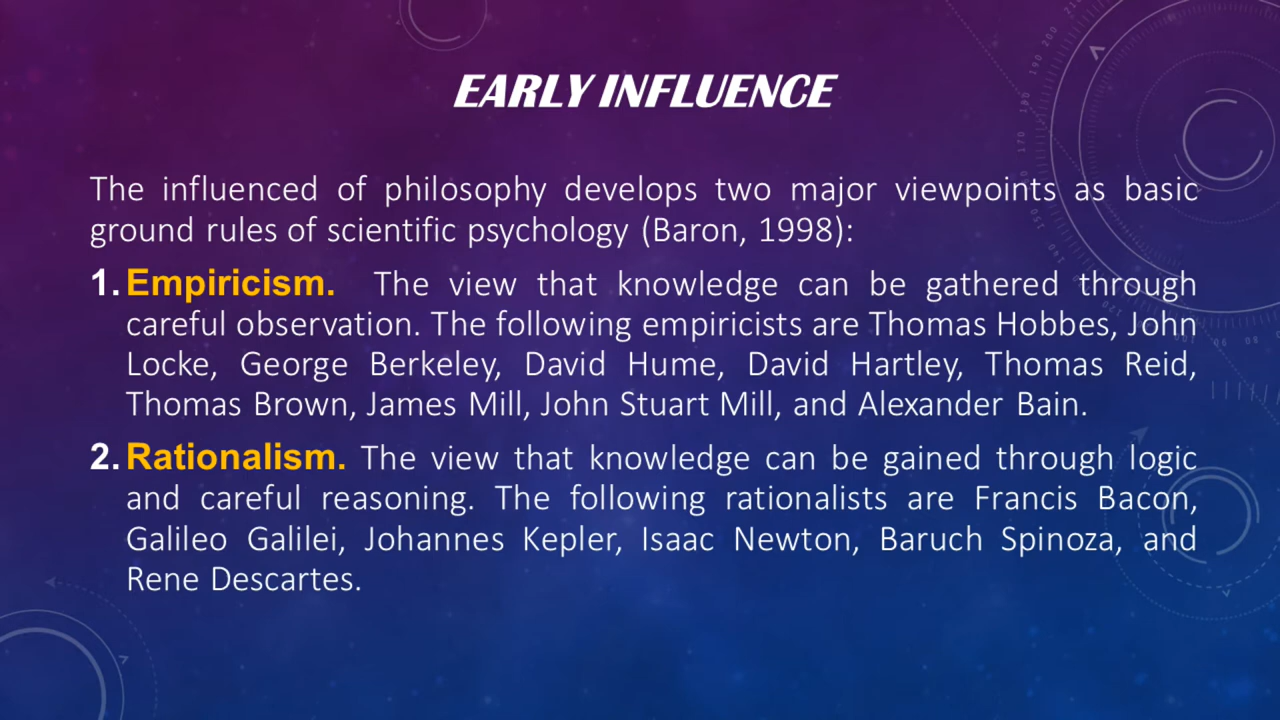 EARLY INFLUENCE
The influenced of philosophy develops two major viewpoints as basic
ground rules of scientific psychology (Baron, 1998):
1. Empiricism. The view that knowledge can be gathered through
careful observation. The following empiricists are Thomas Hobbes, John
Locke, George Berkeley, David Hume, David Hartley, Thomas Reid,
Thomas Brown, James Mill, John Stuart Mill, and Alexander Bain.
2. Rationalism. The view that knowledge can be gained through logic
and careful reasoning. The following rationalists are Francis Bacon,
Galileo Galilei, Johannes Kepler, Isaac Newton, Baruch Spinoza, and
Rene Descartes.